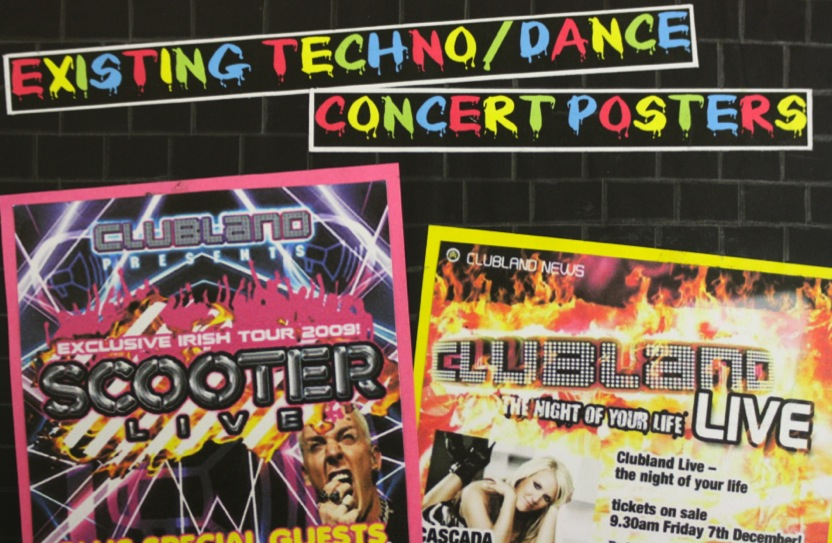 EXISTING TECHNO/DANCE
CONCERT POSTERS
CLUBLAND
PRESENTS
EXCLUSIVE IRISH TOUR 2009!
SCOOTER
LIVE
PLUS SPECIAL GUESTS
CLUBLAND NEWS
CLUBLAND
THE NIGHT OF YOUR LIFE LIVE
Clubland Live –
the night of your life
tickets on sale
9.30am Friday 7th December!
CASCADA